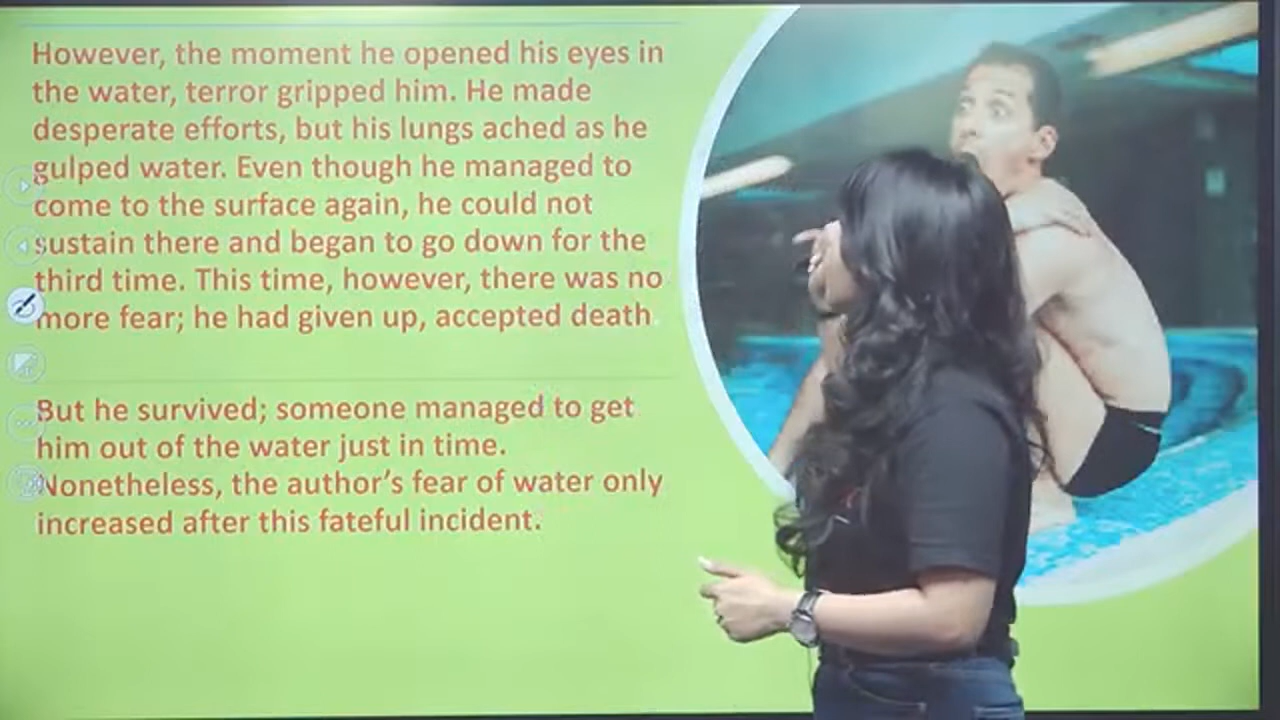 However, the moment he opened his eyes in
the water, terror gripped him. He made
desperate efforts, but his lungs ached as he
gulped water. Even though he managed to
come to the surface again, he could not
sustain there and began to go down for the
third time. This time, however, there was no
more fear; he had given up, accepted death.
But he survived; someone managed to get
him out of the water just in time.
Nonetheless, the author's fear of water only
increased after this fateful incident.